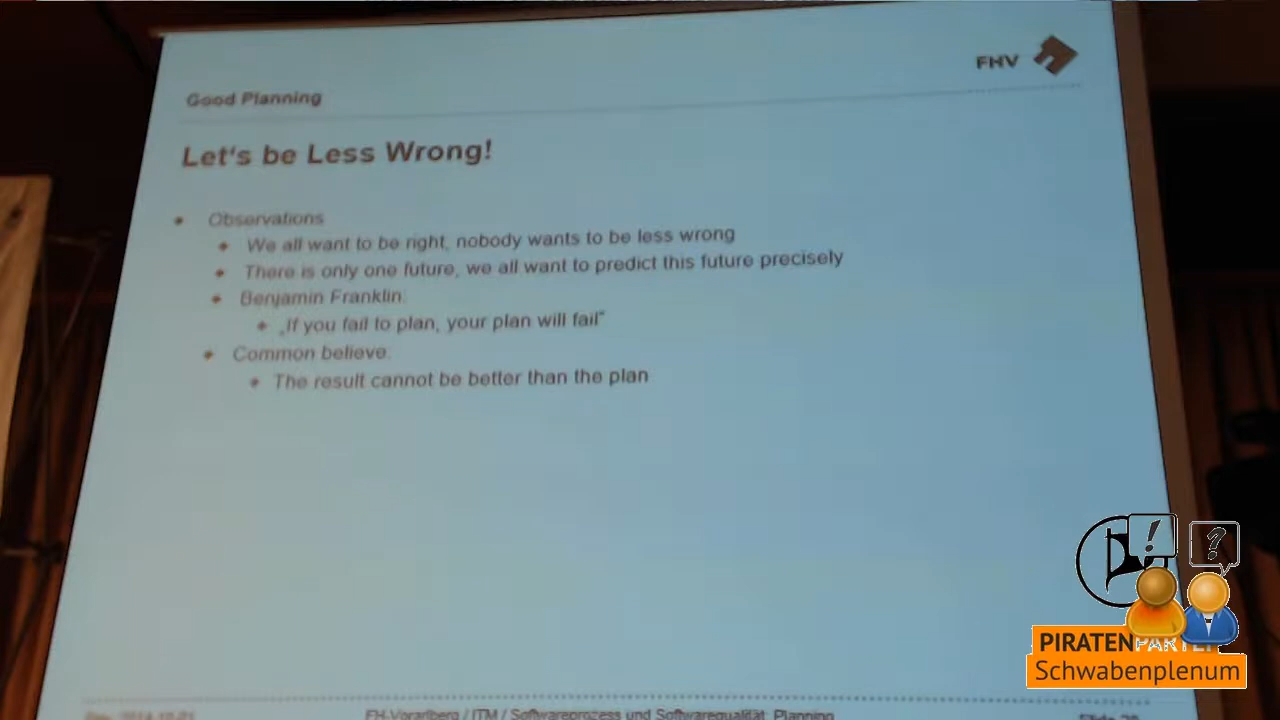 FHV
Good Planning
Let's be Less Wrong!
Observations
We all want to be right, nobody wants to be less wrong
There is only one future, we all want to predict this future precisely
Benjamin Franklin:
„If you fail to plan, your plan will fail“
Common believe:
The result cannot be better than the plan
! ?
PIRATENPARTEI
Schwabenplenum
FH-Vorarlberg / ITM / Softwareprozess und Softwarequalität: Planning